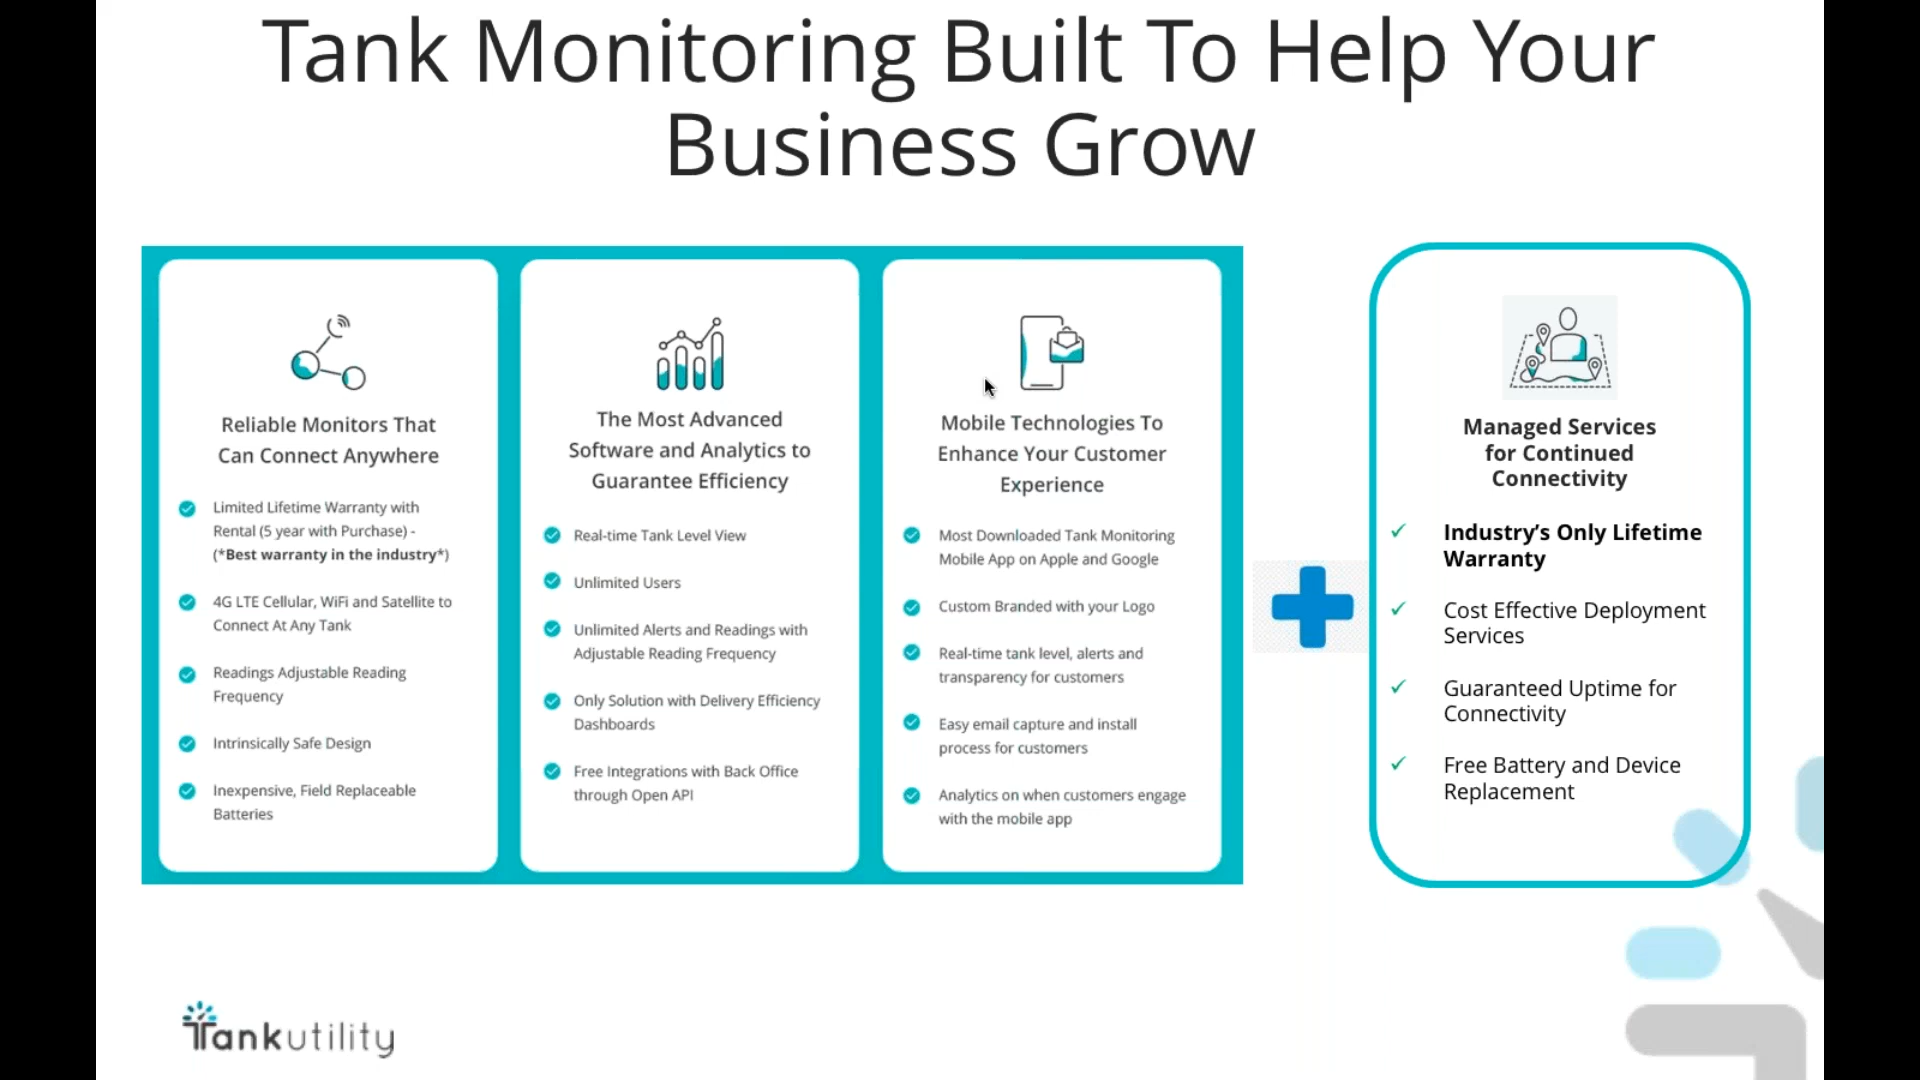 Tank Monitoring Built To Help Your
Business Grow
Reliable Monitors That
Can Connect Anywhere
Limited Lifetime Warranty with
Rental (5 year with Purchase) -
(*Best warranty in the industry*)
4G LTE Cellular, WiFi and Satellite to
Connect At Any Tank
Readings Adjustable Reading
Frequency
Intrinsically Safe Design
Inexpensive, Field Replaceable
Batteries
The Most Advanced
Software and Analytics to
Guarantee Efficiency
Real-time Tank Level View
Unlimited Users
Unlimited Alerts and Readings with
Adjustable Reading Frequency
Only Solution with Delivery Efficiency
Dashboards
Free Integrations with Back Office
through Open API
Mobile Technologies To
Enhance Your Customer
Experience
Most Downloaded Tank Monitoring
Mobile App on Apple and Google
Custom Branded with your Logo
Real-time tank level, alerts and
transparency for customers
Easy email capture and install
process for customers
Analytics on when customers engage
with the mobile app
Managed Services
for Continued
Connectivity
Industry’s Only Lifetime
Warranty
Cost Effective Deployment
Services
Guaranteed Uptime for
Connectivity
Free Battery and Device
Replacement
Tankutility